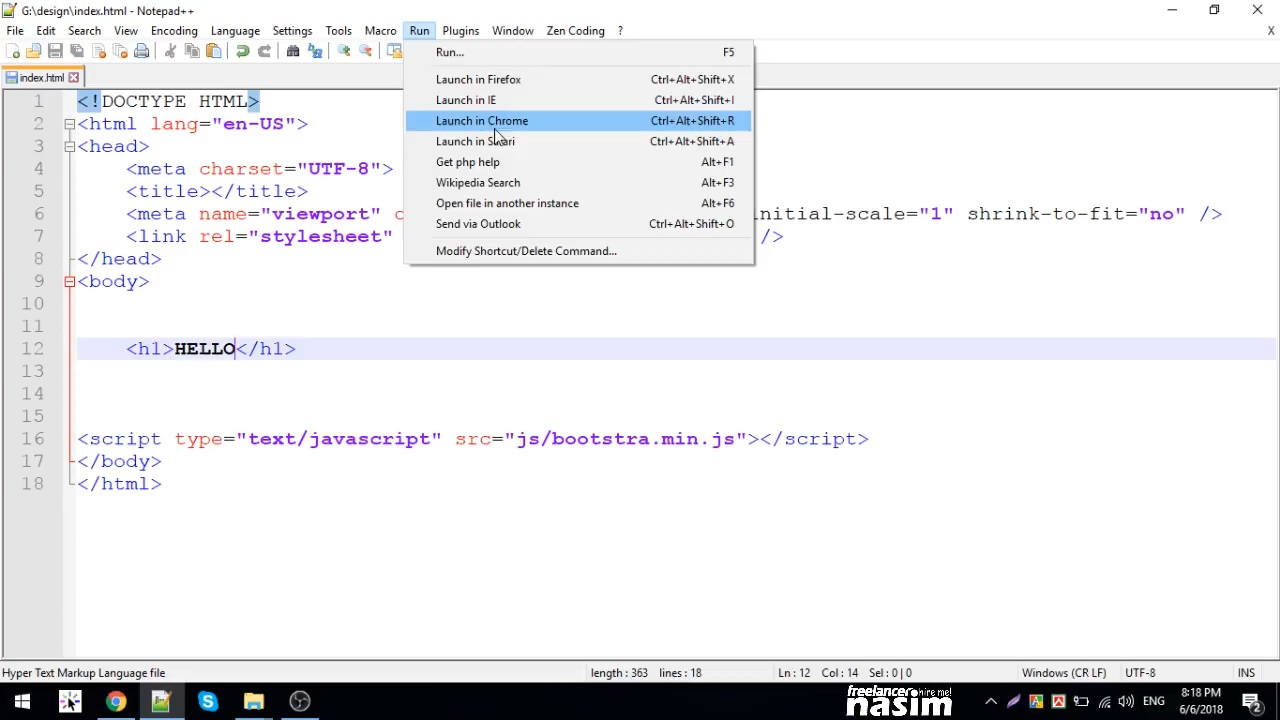 G:\design\index.html - Notepad++
File Edit Search View Encoding Language Settings Tools Macro Run Plugins Window Zen Coding ? X
index.html
Run... F5
Launch in Firefox Ctrl+Alt+Shift+X
Launch in IE Ctrl+Alt+Shift+I
Launch in Chrome Ctrl+Alt+Shift+R
Launch in Safari Ctrl+Alt+Shift+A
Get php help Alt+F1
Wikipedia Search Alt+F3
Open file in another instance Alt+F6
Send via Outlook Ctrl+Alt+Shift+O
Modify Shortcut/Delete Command...
1 <!DOCTYPE HTML>
2 <html lang="en-US">
3 <head>
4 <meta charset="UTF-8">
5 <title></title>
6 <meta name="viewport" c initial-scale="1" shrink-to-fit="no" />
7 <link rel="stylesheet" />
8 </head>
9 <body>
10
11
12 <h1>HELLO</h1>
13
14
15
16 <script type="text/javascript" src="js/bootstra.min.js"></script>
17 </body>
18 </html>
Hyper Text Markup Language file length : 363 lines : 18 Ln : 12 Col : 14 Sel : 0 | 0 Windows (CR LF) UTF-8 INS
freelancer hire me!
nasim
ENG
8:18 PM
6/6/2018
2